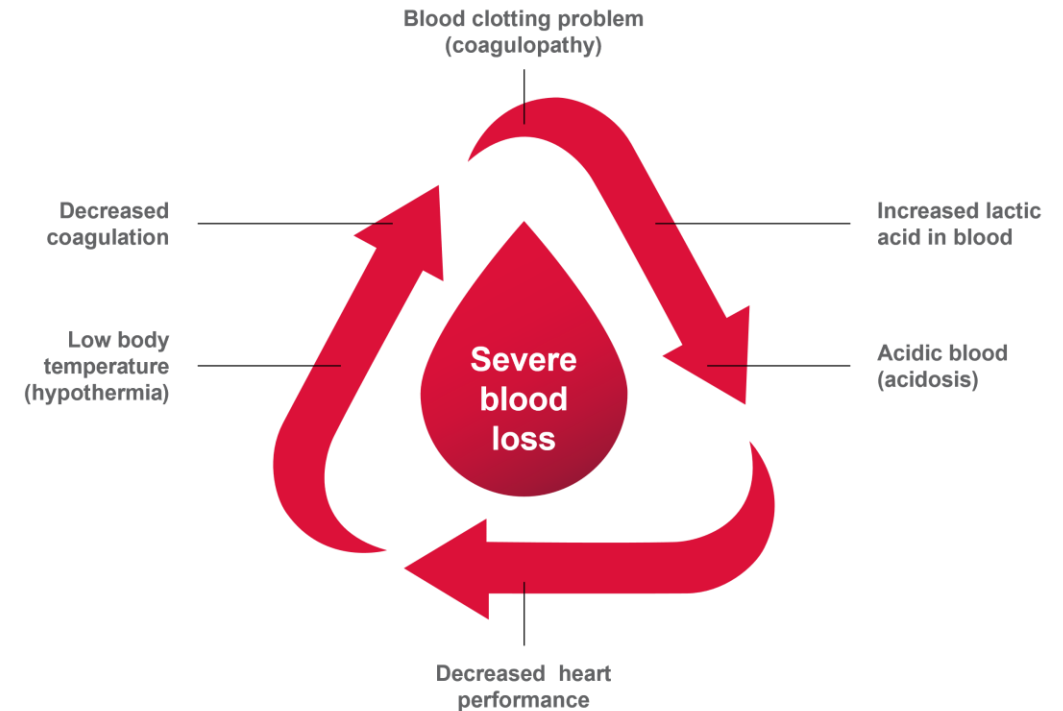 Blood clotting problem
(coagulopathy)
Decreased
coagulation
Increased lactic
acid in blood
Low body
temperature
(hypothermia)
Severe
blood
loss
Acidic blood
(acidosis)
Decreased heart
performance